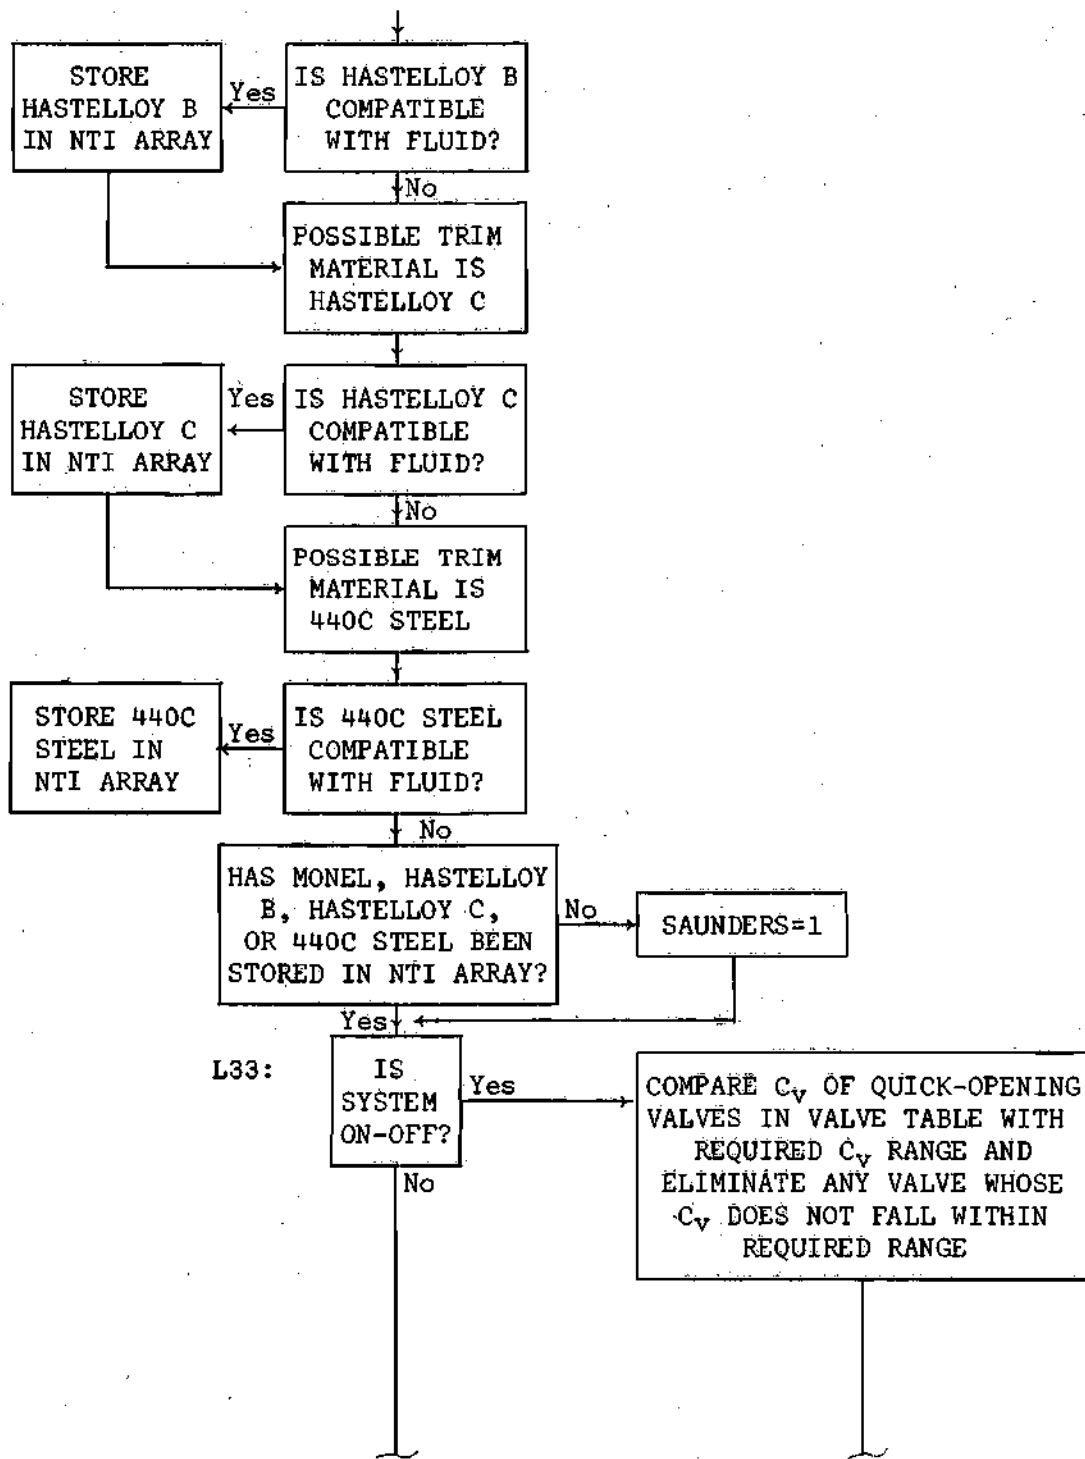 STORE
HASTELLOY B
IN NTI ARRAY
Yes
IS HASTELLOY B
COMPATIBLE
WITH FLUID?
No
POSSIBLE TRIM
MATERIAL IS
HASTELLOY C
STORE
HASTELLOY C
IN NTI ARRAY
Yes
IS HASTELLOY C
COMPATIBLE
WITH FLUID?
No
POSSIBLE TRIM
MATERIAL IS
440C STEEL
STORE 440C
STEEL IN
NTI ARRAY
Yes
IS 440C STEEL
COMPATIBLE
WITH FLUID?
No
HAS MONEL, HASTELLOY
B, HASTELLOY C,
OR 440C STEEL BEEN
STORED IN NTI ARRAY?
No
SAUNDERS=1
Yes
L33:
IS
SYSTEM
ON-OFF?
Yes
No
COMPARE Cv OF QUICK-OPENING
VALVES IN VALVE TABLE WITH
REQUIRED Cv RANGE AND
ELIMINATE ANY VALVE WHOSE
Cv DOES NOT FALL WITHIN
REQUIRED RANGE